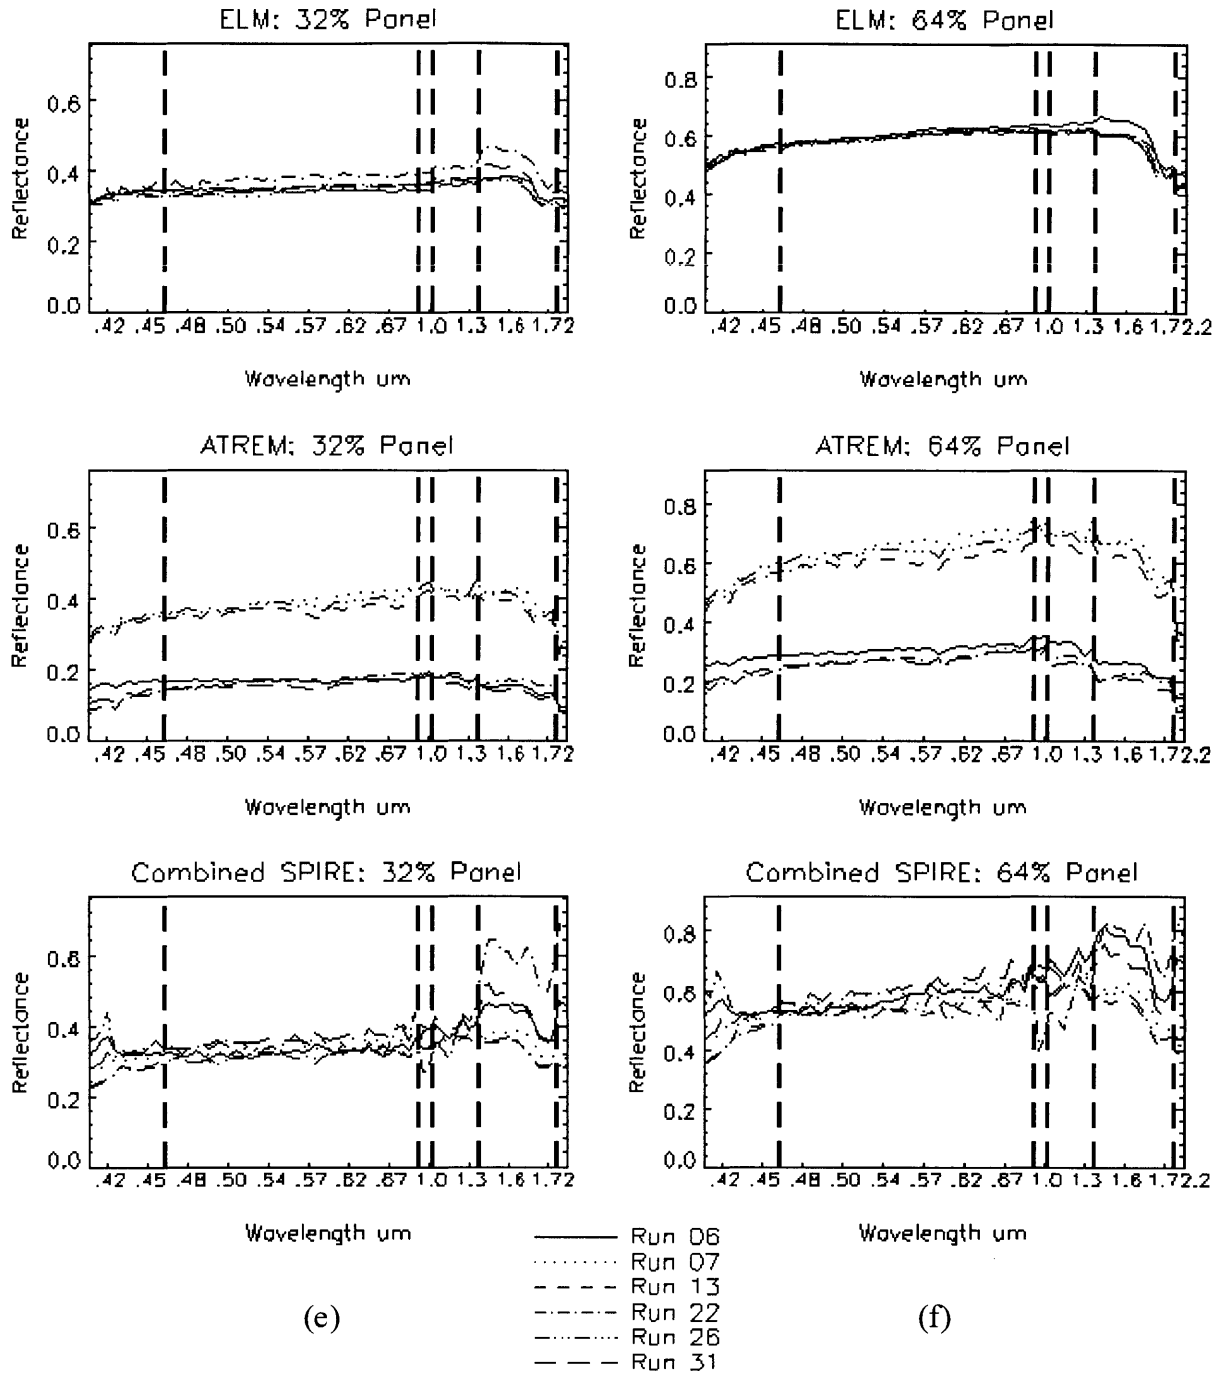 ELM: 32% Panel
ELM: 64% Panel
Reflectance
0.6
0.4
0.2
0.0
.42 .45 .48 .50 .54 .57 .62 .67 1.0 1.3 1.6 1.72
Wavelength um
Reflectance
0.8
0.6
0.4
0.2
0.0
.42 .45 .48 .50 .54 .57 .62 .67 1.0 1.3 1.6 1.72.2
Wavelength um
ATREM: 32% Panel
ATREM: 64% Panel
Reflectance
0.6
0.4
0.2
0.0
.42 .45 .48 .50 .54 .57 .62 .67 1.0 1.3 1.6 1.72
Wavelength um
Reflectance
0.8
0.6
0.4
0.2
0.0
.42 .45 .48 .50 .54 .57 .62 .67 1.0 1.3 1.6 1.72.2
Wavelength um
Combined SPIRE: 32% Panel
Combined SPIRE: 64% Panel
Reflectance
0.6
0.4
0.2
0.0
.42 .45 .48 .50 .54 .57 .62 .67 1.0 1.3 1.6 1.72
Wavelength um
Reflectance
0.8
0.6
0.4
0.2
0.0
.42 .45 .48 .50 .54 .57 .62 .67 1.0 1.3 1.6 1.72.2
Wavelength um
Run 06
Run 07
Run 13
Run 22
Run 26
Run 31
(e)
(f)